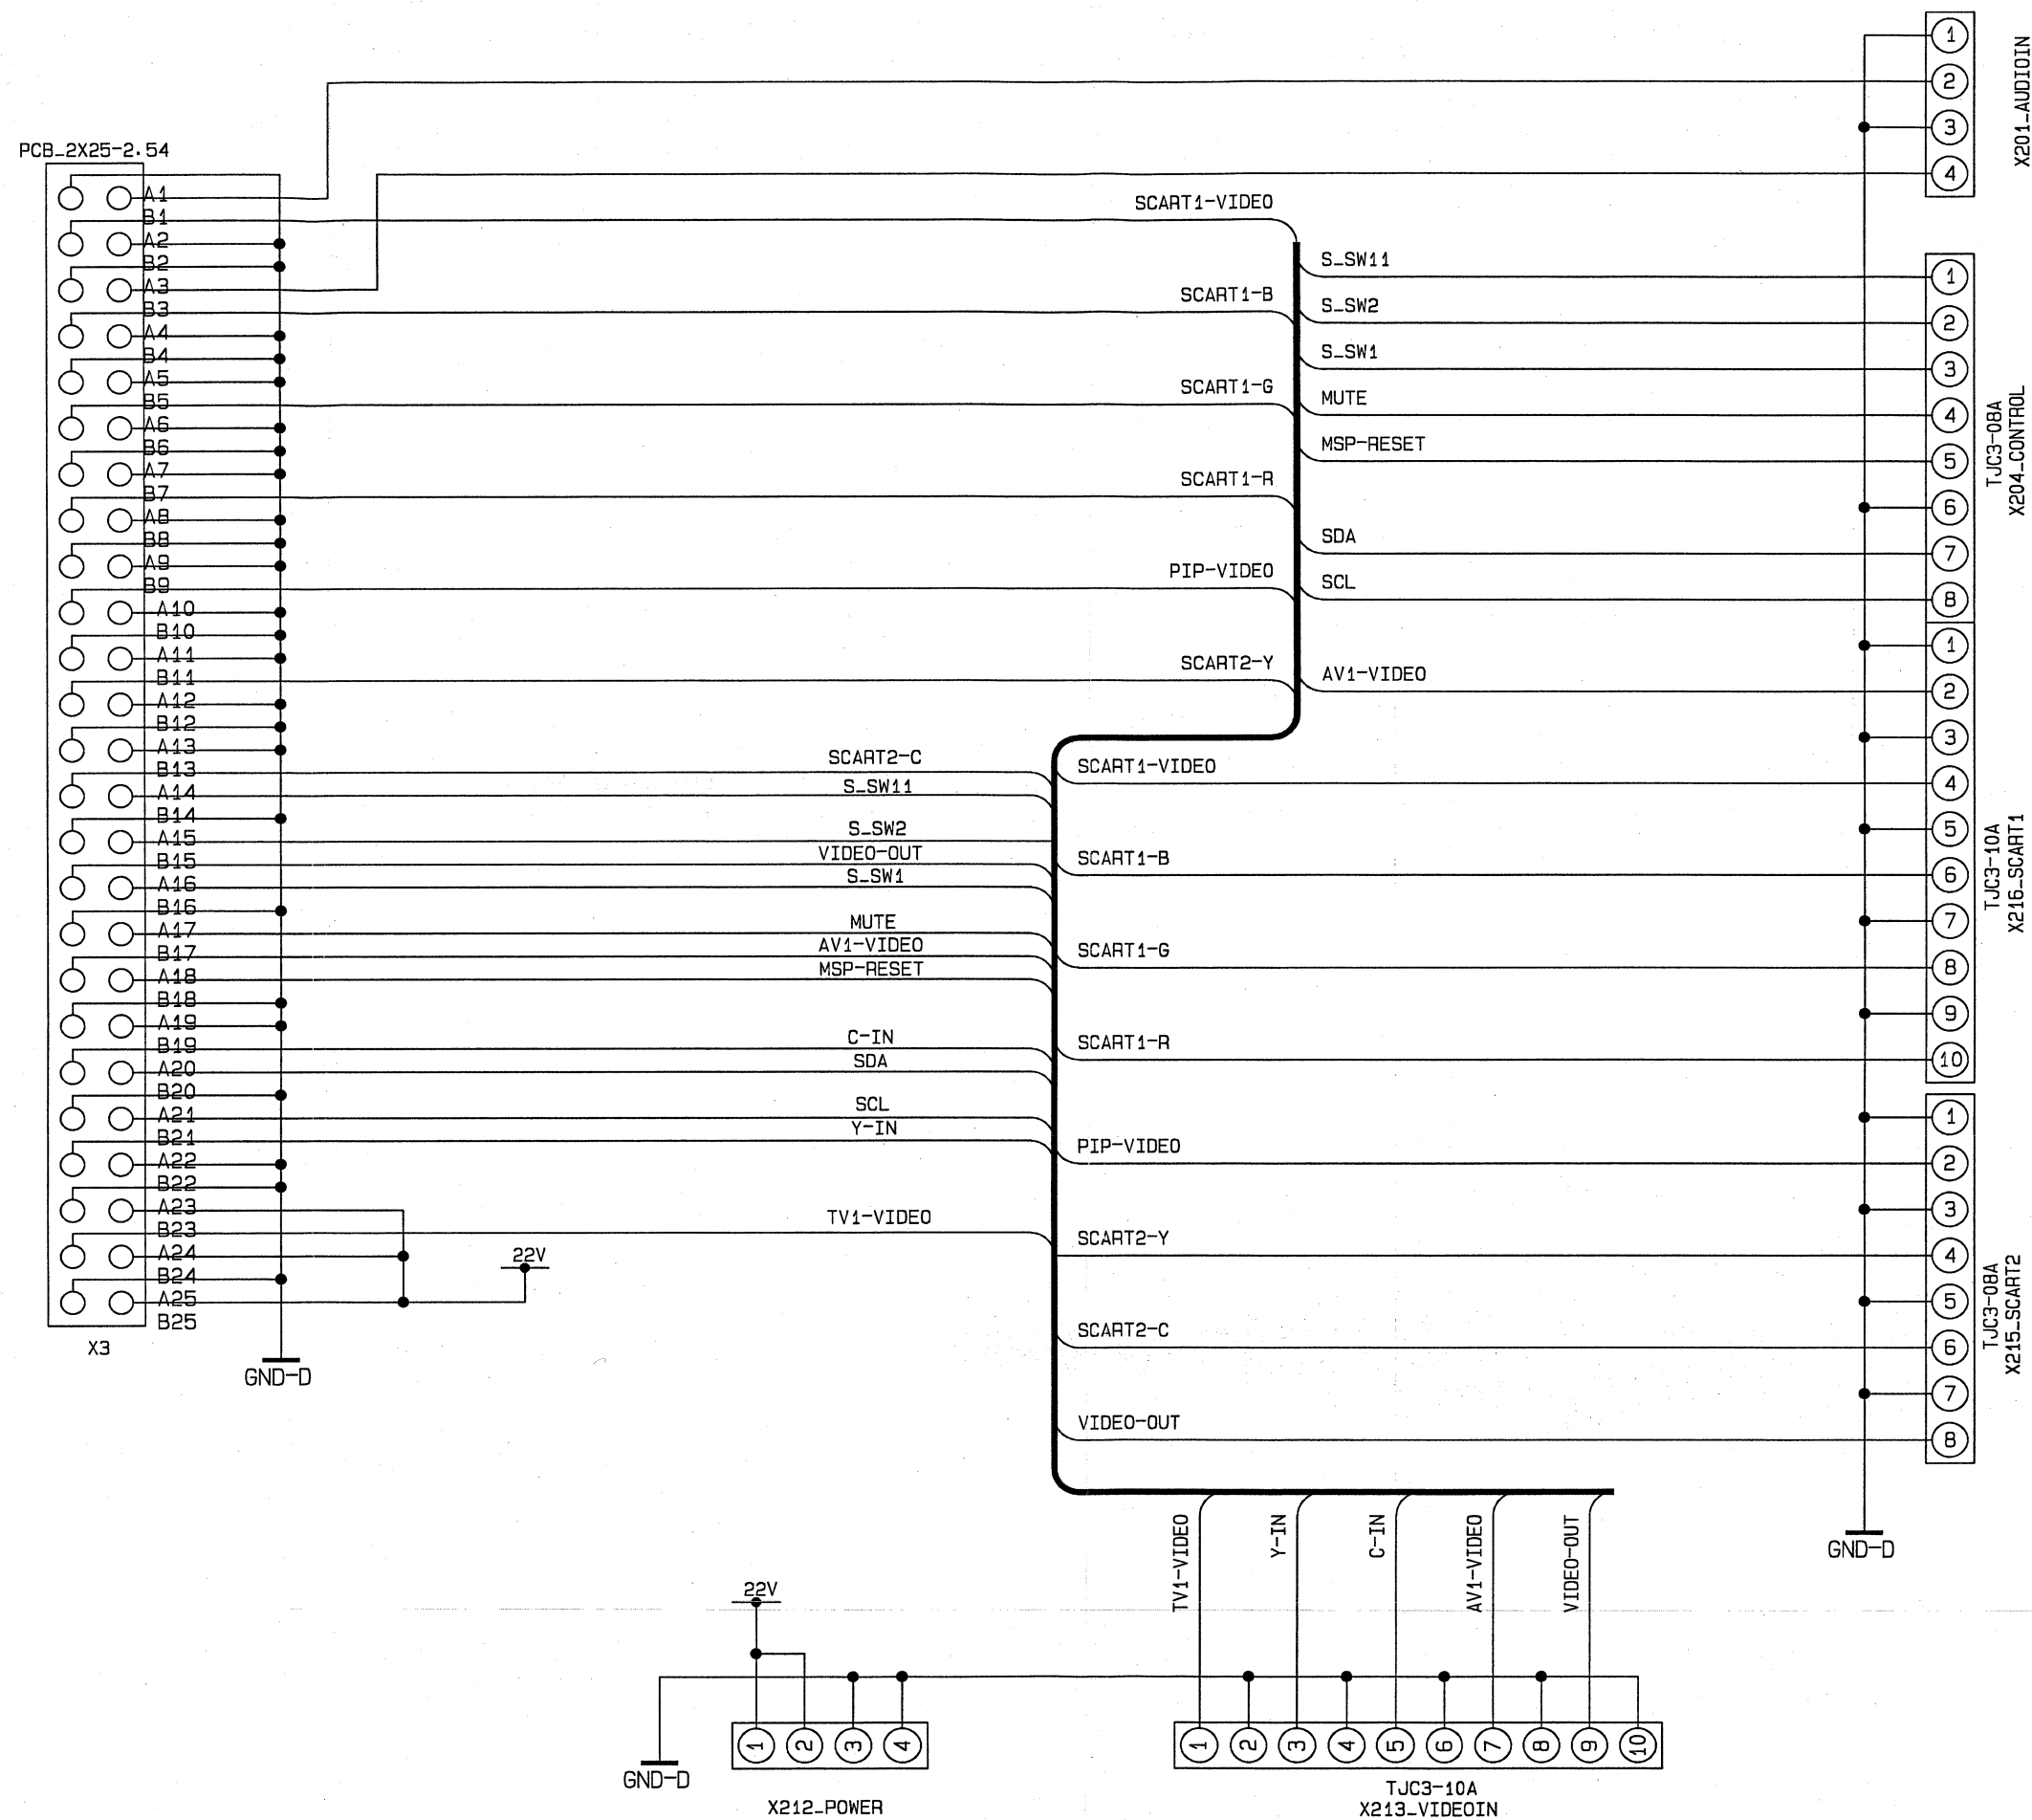 PCB_2X25-2.54
A1
B1
A2
B2
A3
B3
A4
B4
A5
B5
A6
B6
A7
B7
A8
B8
A9
B9
A10
B10
A11
B11
A12
B12
A13
B13
A14
B14
A15
B15
A16
B16
A17
B17
A18
B18
A19
B19
A20
B20
A21
B21
A22
B22
A23
B23
A24
B24
A25
B25
X3
GND-D
22V
SCART1-VIDEO
SCART1-B
SCART1-G
SCART1-R
PIP-VIDEO
SCART2-Y
SCART2-C
S_SW11
S_SW2
VIDEO-OUT
S_SW1
MUTE
AV1-VIDEO
MSP-RESET
C-IN
SDA
SCL
Y-IN
TV1-VIDEO
S_SW11
S_SW2
S_SW1
MUTE
MSP-RESET
SDA
SCL
AV1-VIDEO
SCART1-VIDEO
SCART1-B
SCART1-G
SCART1-R
PIP-VIDEO
SCART2-Y
SCART2-C
VIDEO-OUT
1
2
3
4
X201_AUDIOIN
1
2
3
4
5
6
7
8
TJC3-08A
X204_CONTROL
1
2
3
4
5
6
7
8
9
10
TJC3-10A
X216_SCART1
1
2
3
4
5
6
7
8
TJC3-08A
X215_SCART2
GND-D
TV1-VIDEO
Y-IN
C-IN
AV1-VIDEO
VIDEO-OUT
22V
GND-D
1
2
3
4
X212_POWER
1
2
3
4
5
6
7
8
9
10
TJC3-10A
X213_VIDEOIN